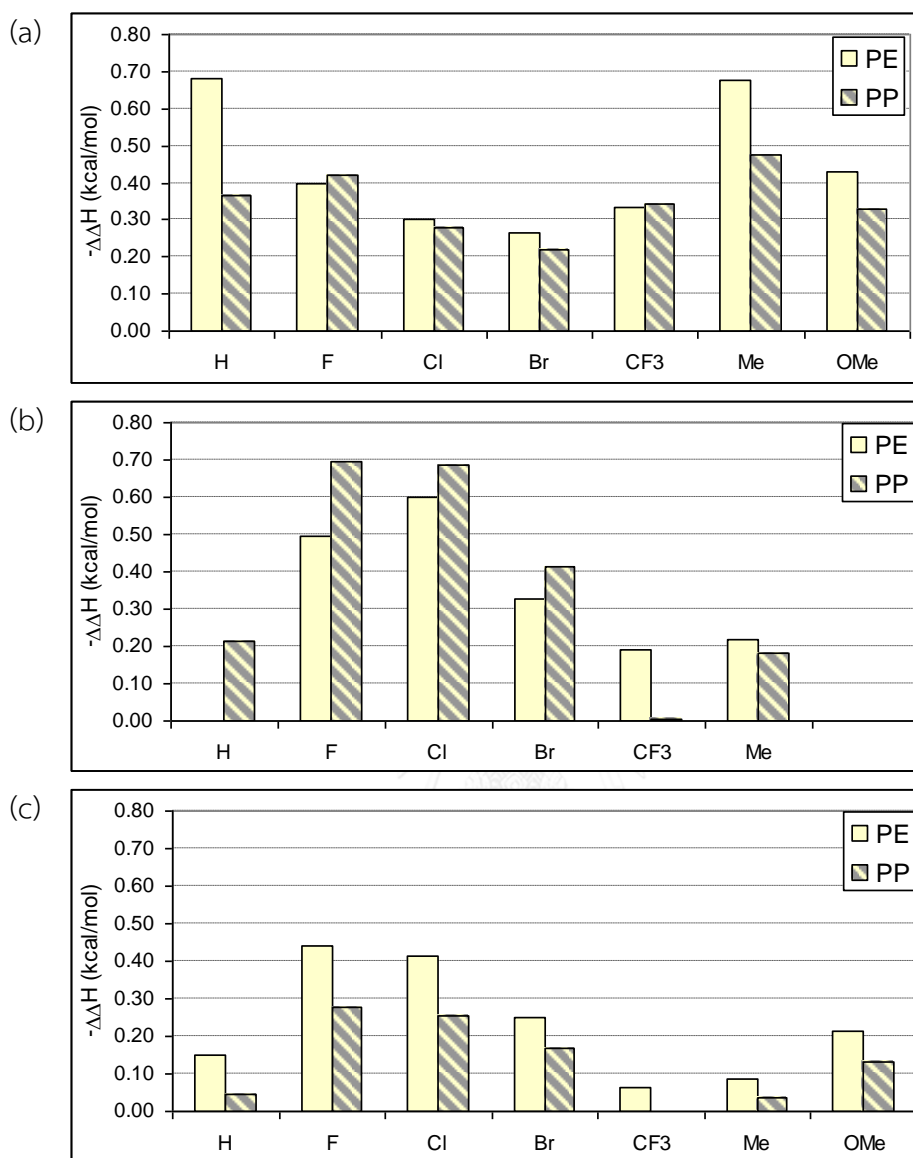 (a)
-ΔΔH (kcal/mol)
0.80
0.70
0.60
0.50
0.40
0.30
0.20
0.10
0.00
PE
PP
H F Cl Br CF3 Me OMe
(b)
-ΔΔH (kcal/mol)
0.80
0.70
0.60
0.50
0.40
0.30
0.20
0.10
0.00
PE
PP
H F Cl Br CF3 Me
(c)
-ΔΔH (kcal/mol)
0.80
0.70
0.60
0.50
0.40
0.30
0.20
0.10
0.00
PE
PP
H F Cl Br CF3 Me OMe